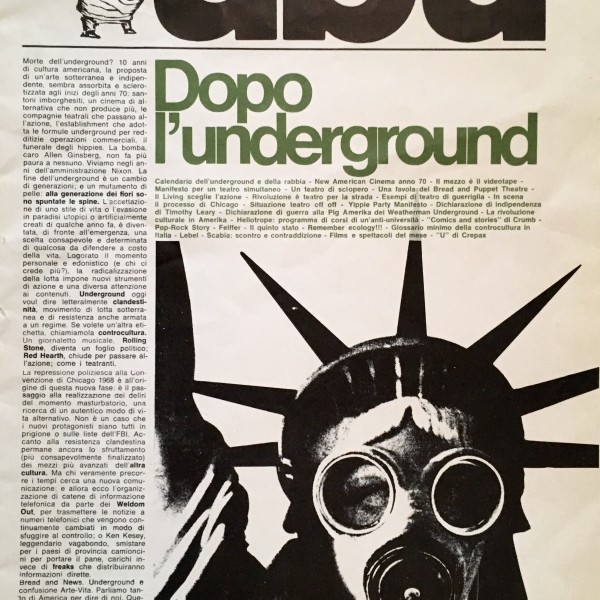 ubu
Dopo
l'underground
Calendario dell'underground e della rabbia - New American Cinema anno 70 - Il mezzo è il videotape -
Manifesto per un teatro simultaneo - Un teatro di sciopero - Una favola del Bread and Puppet Theatre -
Il Living sceglie l'azione - Rivoluzione è teatro per la strada - Esempi di teatro di guerriglia - In scena
il processo di Chicago - Situazione teatro off off - Yippie Party Manifesto - Dichiarazione di indipendenza
di Timothy Leary - Dichiarazione di guerra alla Pig Amerika del Weatherman Underground - La rivoluzione
culturale in Amerika - Heliotrope: programma di corsi di un'anti-università - "Comics and stories" di Crumb -
Pop-Rock Story - Feiffer - Il quinto stato - Remember ecology!!! - Glossario minimo della controcultura in
Italia - Lebel - Scabia: scontro e contraddizione - Films e spettacoli del mese - "U" di Crepax
Morte dell'underground? 10 anni
di cultura americana, la proposta
di un'arte sotterranea e indipen-
dente, sembra assorbita e sclero-
tizzata agli inizi degli anni 70: san-
toni imborghesiti, un cinema di al-
ternativa che non produce più, le
compagnie teatrali che passano al-
l'azione, l'establishment che adot-
ta le formule underground per red-
ditizie operazioni commerciali, il
funerale degli hippies. La bomba,
caro Allen Ginsberg, non fa più
paura a nessuno. Viviamo negli an-
ni dell'amministrazione Nixon. La
fine dell'underground è un cambio
di generazioni, e un mutamento di
pelle: alla generazione dei fiori so-
no spuntate le spine. L'accettazio-
ne di uno stile di vita o l'evasione
in paradisi utopici o artificialmente
creati di qualche anno fa, è diven-
tata, di fronte all'emergenza, una
scelta consapevole e determinata
di qualcosa da difendere a costo
della vita. Logorato il momento
personale e edonistico (e chi ci
crede più?), la radicalizzazione
della lotta impone nuovi strumenti
di azione e una diversa attenzione
ai contenuti. Underground oggi
vuol dire letteralmente clandesti-
nità, movimento di lotta sotterra-
nea e di resistenza anche armata
a un regime. Se volete un'altra eti-
chetta, chiamiamola controcultura.
Un giornaletto musicale, Rolling
Stone, diventa un foglio politico;
Red Hearth, chiude per passare al-
l'azione; come i teatranti.
La repressione poliziesca alla Con-
venzione di Chicago 1968 è all'ori-
gine di questa nuova fase: è il pas-
saggio alla realizzazione dei deliri
del momento masturbatorio, una
ricerca di un autentico modo di vi-
ta alternativo. Non è un caso che
i nuovi protagonisti siano tutti in
prigione o sulle liste dell'FBI. Ac-
canto alla resistenza clandestina
permane ancora lo sfruttamento
(più consapevolmente finalizzato)
dei mezzi più avanzati dell'altra
cultura. Ma chi veramente precor-
re i tempi cerca una nuova comu-
nicazione: e allora ecco l'organiz-
zazione di catene di informazione
telefonica da parte dei Weldom
Out, per trasmettere le notizie a
numeri telefonici che vengono con-
tinuamente cambiati in modo di
sfuggire al controllo; o Ken Kesey,
leggendario vagabondo, smistare
per i paesi di provincia camionci-
ni per portare il pane, carichi in-
vece di freaks che distribuiranno
informazioni dirette.
Bread and News. Underground e
confusione Arte-Vita. Parliamo tan-
to di America per dire di noi. Que-